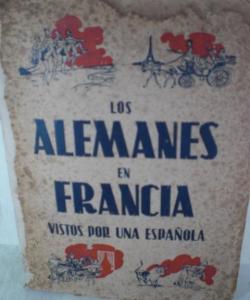 LOS
ALEMANES
EN
FRANCIA
VISTOS POR UNA ESPAÑOLA